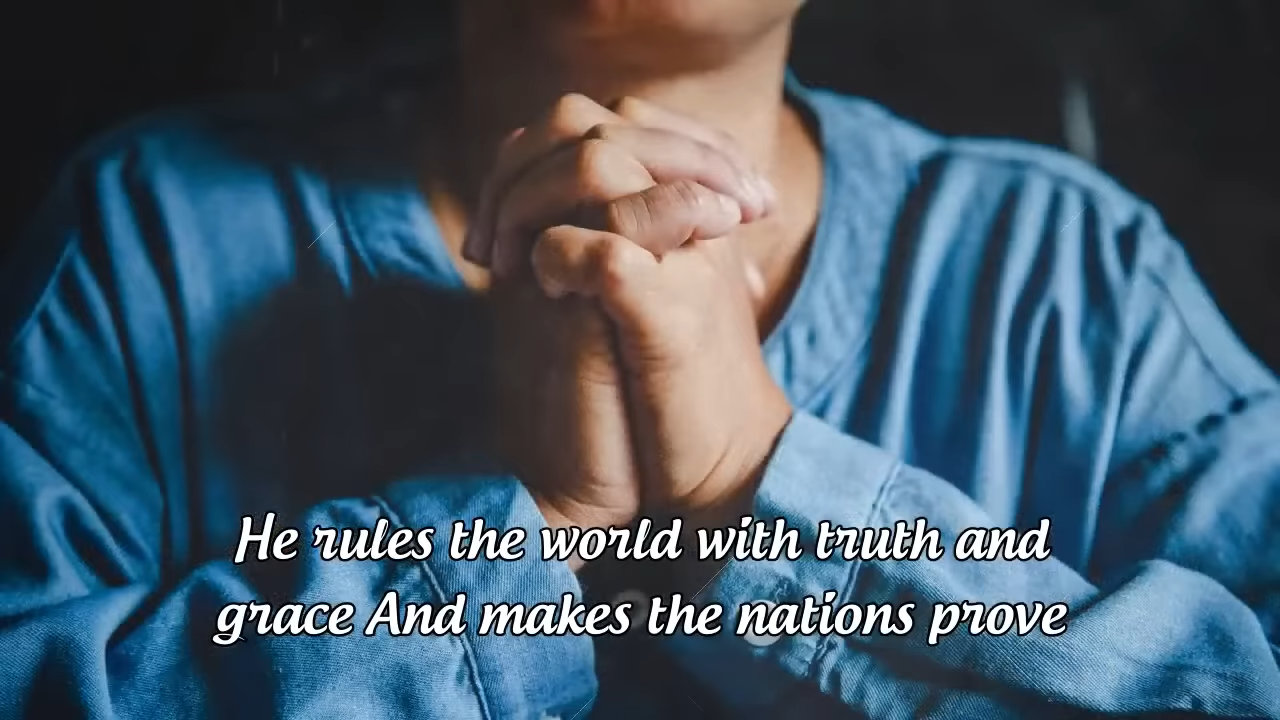 He rules the world with truth and
grace And makes the nations prove